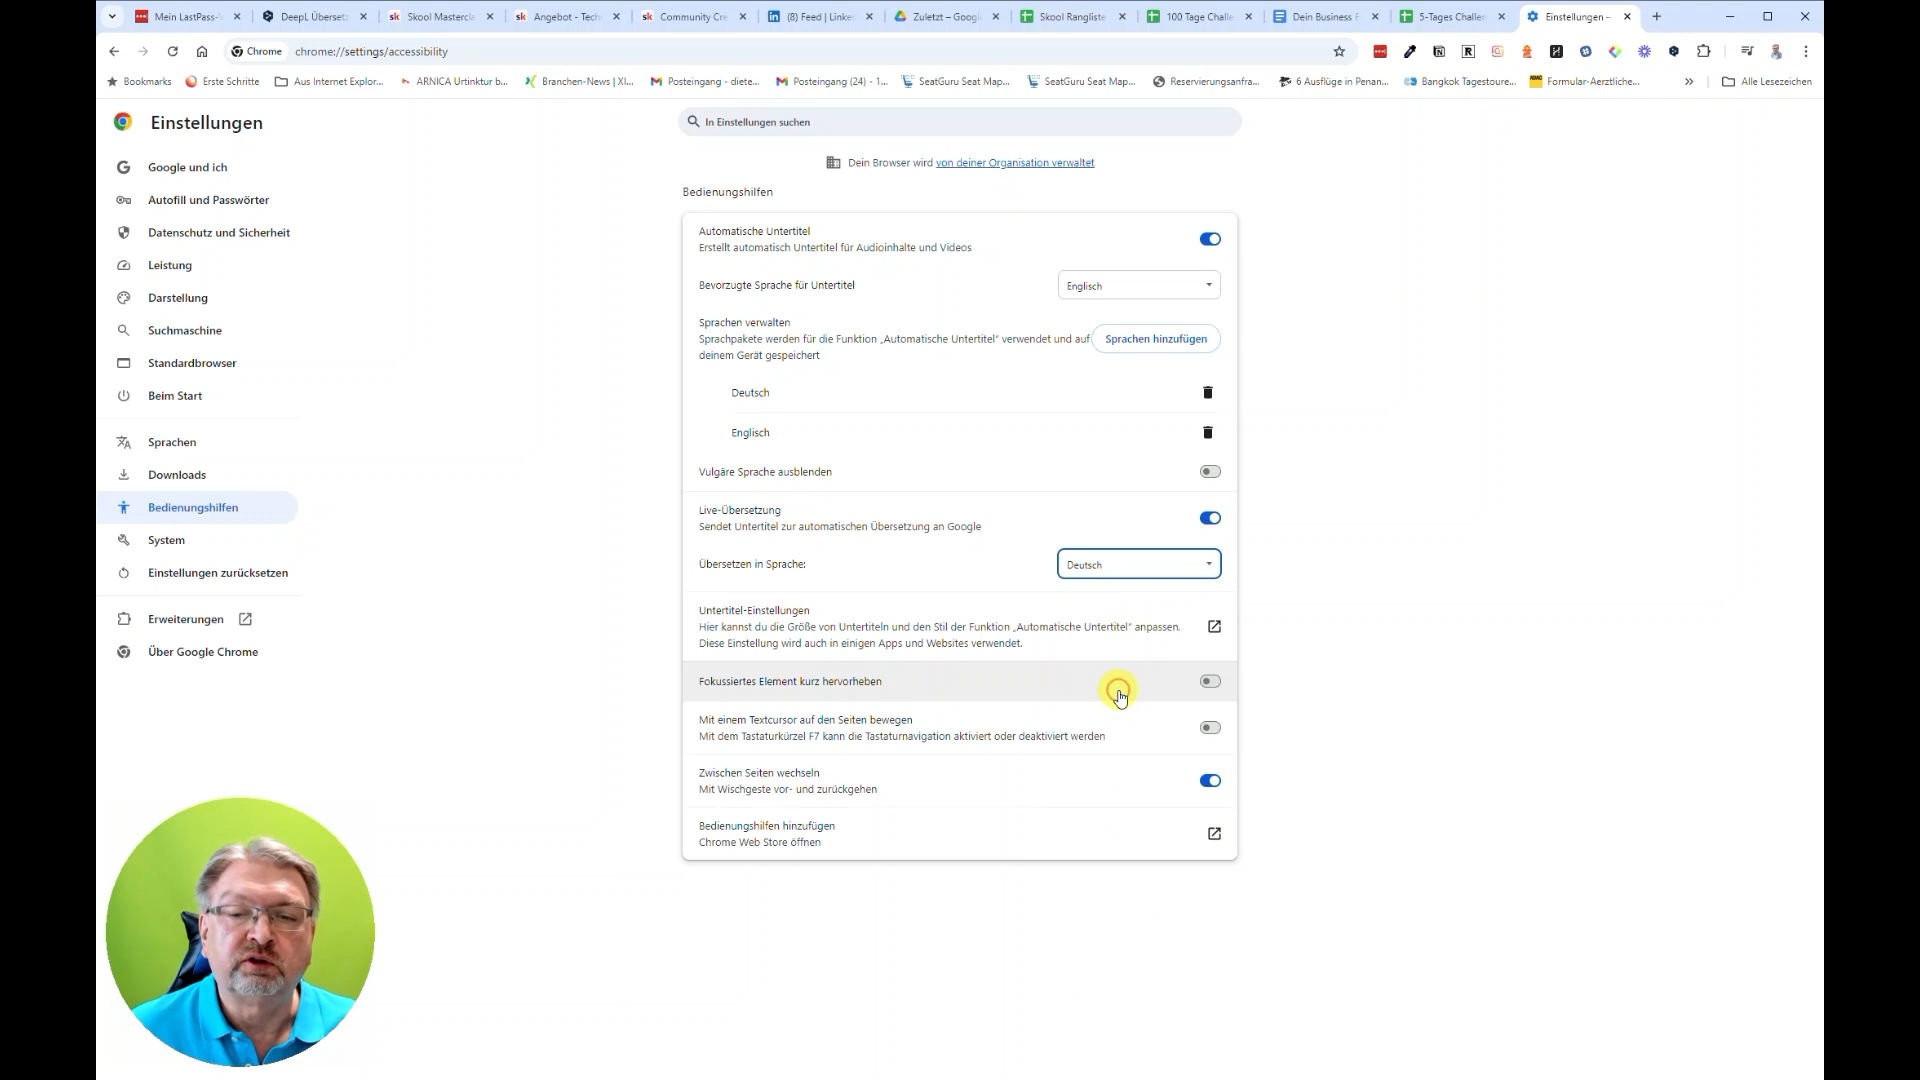 Mein LastPass-
DeepL Übersetz
Skool Mastercla
Angebot - Tech
Community Cre
(8) Feed | Linke
Zuletzt – Googl
Skool Rangliste
100 Tage Challe
Dein Business F
5-Tages Challen
Einstellungen –
Chrome
chrome://settings/accessibility
Bookmarks
Erste Schritte
Aus Internet Explor...
ARNICA Urtinktur b...
Branchen-News | XI...
Posteingang - diete...
Posteingang (24) - 1...
SeatGuru Seat Map...
SeatGuru Seat Map...
Reservierungsanfra...
6 Ausflüge in Penan...
Bangkok Tagestoure...
Formular-Aerztliche...
Alle Lesezeichen
Einstellungen
In Einstellungen suchen
Dein Browser wird von deiner Organisation verwaltet
Google und ich
Autofill und Passwörter
Datenschutz und Sicherheit
Leistung
Darstellung
Suchmaschine
Standardbrowser
Beim Start
Sprachen
Downloads
Bedienungshilfen
System
Einstellungen zurücksetzen
Erweiterungen
Über Google Chrome
Bedienungshilfen
Automatische Untertitel
Erstellt automatisch Untertitel für Audioinhalte und Videos
Bevorzugte Sprache für Untertitel
Englisch
Sprachen verwalten
Sprachpakete werden für die Funktion „Automatische Untertitel“ verwendet und auf
deinem Gerät gespeichert
Sprachen hinzufügen
Deutsch
Englisch
Vulgäre Sprache ausblenden
Live-Übersetzung
Sendet Untertitel zur automatischen Übersetzung an Google
Übersetzen in Sprache:
Deutsch
Untertitel-Einstellungen
Hier kannst du die Größe von Untertiteln und den Stil der Funktion „Automatische Untertitel“ anpassen.
Diese Einstellung wird auch in einigen Apps und Websites verwendet.
Fokussiertes Element kurz hervorheben
Mit einem Textcursor auf den Seiten bewegen
Mit dem Tastaturkürzel F7 kann die Tastaturnavigation aktiviert oder deaktiviert werden
Zwischen Seiten wechseln
Mit Wischgeste vor- und zurückgehen
Bedienungshilfen hinzufügen
Chrome Web Store öffnen